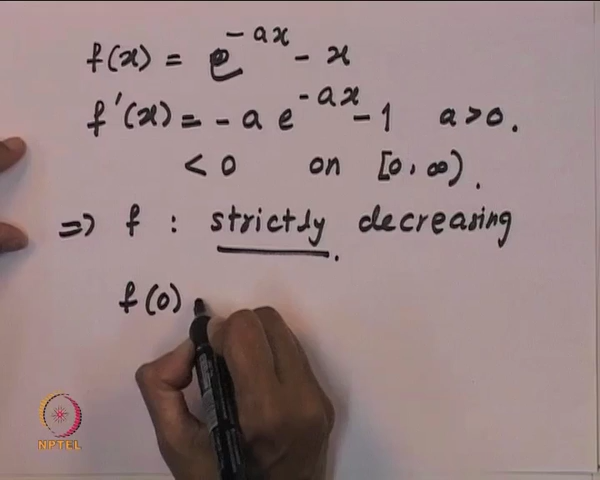 f(x) = e^{-ax} - x
f'(x) = -a e^{-ax} - 1 a > 0.
< 0 on [0, ∞).
=> f : strictly decreasing.
f(0)
NPTEL